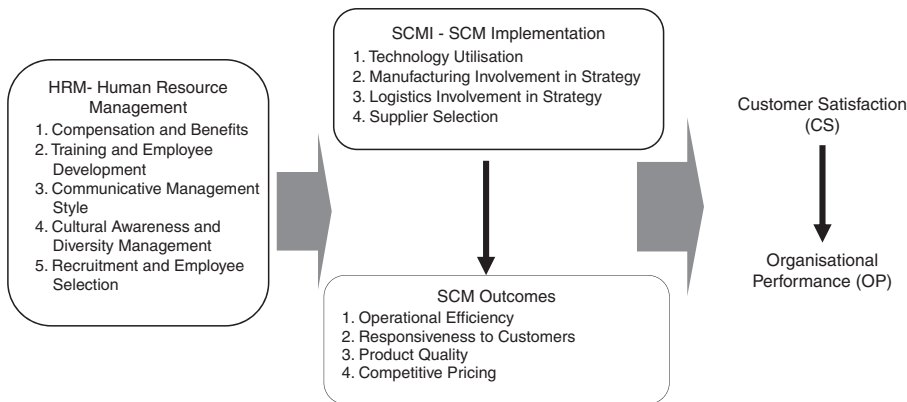 HRM- Human Resource
Management
1. Compensation and Benefits
2. Training and Employee
Development
3. Communicative Management
Style
4. Cultural Awareness and
Diversity Management
5. Recruitment and Employee
Selection
SCMI - SCM Implementation
1. Technology Utilisation
2. Manufacturing Involvement in Strategy
3. Logistics Involvement in Strategy
4. Supplier Selection
SCM Outcomes
1. Operational Efficiency
2. Responsiveness to Customers
3. Product Quality
4. Competitive Pricing
Customer Satisfaction
(CS)
Organisational
Performance (OP)